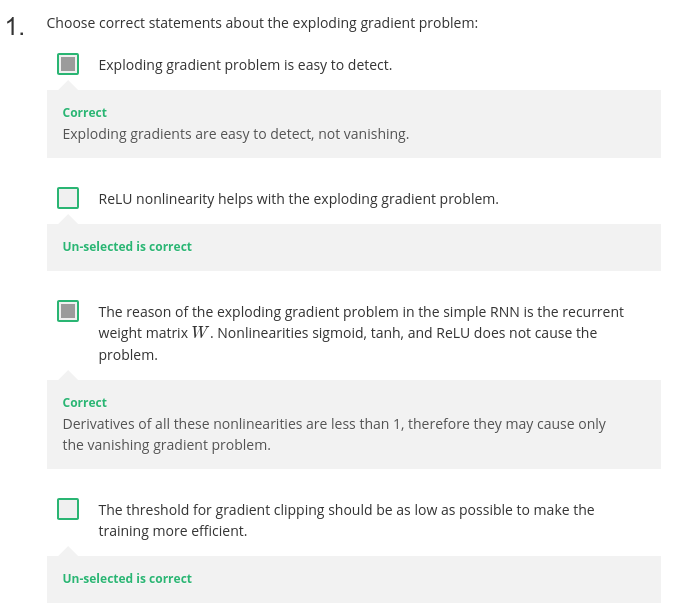 1. Choose correct statements about the exploding gradient problem:
Exploding gradient problem is easy to detect.
Correct
Exploding gradients are easy to detect, not vanishing.
ReLU nonlinearity helps with the exploding gradient problem.
Un-selected is correct
The reason of the exploding gradient problem in the simple RNN is the recurrent
weight matrix W. Nonlinearities sigmoid, tanh, and ReLU does not cause the
problem.
Correct
Derivatives of all these nonlinearities are less than 1, therefore they may cause only
the vanishing gradient problem.
The threshold for gradient clipping should be as low as possible to make the
training more efficient.
Un-selected is correct